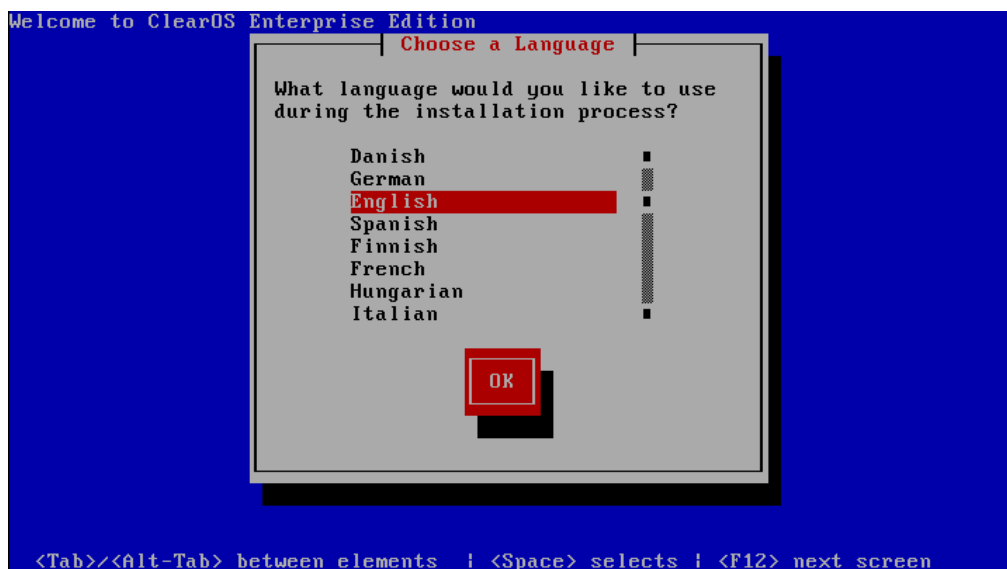 Welcome to ClearOS Enterprise Edition
Choose a Language
What language would you like to use
during the installation process?
Danish
German
English
Spanish
Finnish
French
Hungarian
Italian
OK
<Tab>/<Alt-Tab> between elements | <Space> selects | <F12> next screen